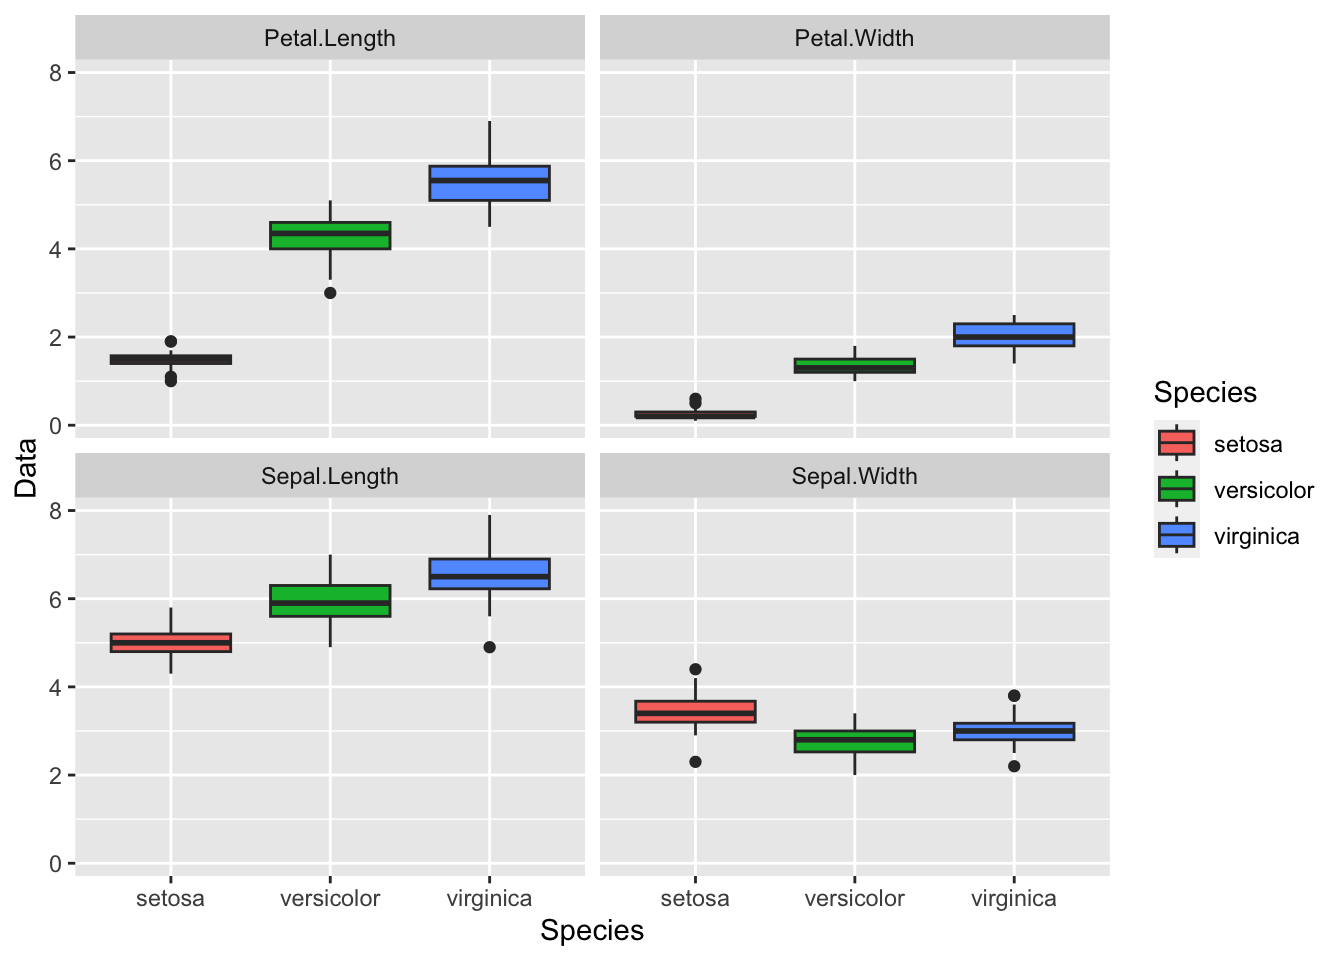 Petal.Length Petal.Width
8
6
4
2
0
Sepal.Length Sepal.Width
8
6
4
2
0
setosa versicolor virginica setosa versicolor virginica
Species
Data
Species
setosa
versicolor
virginica